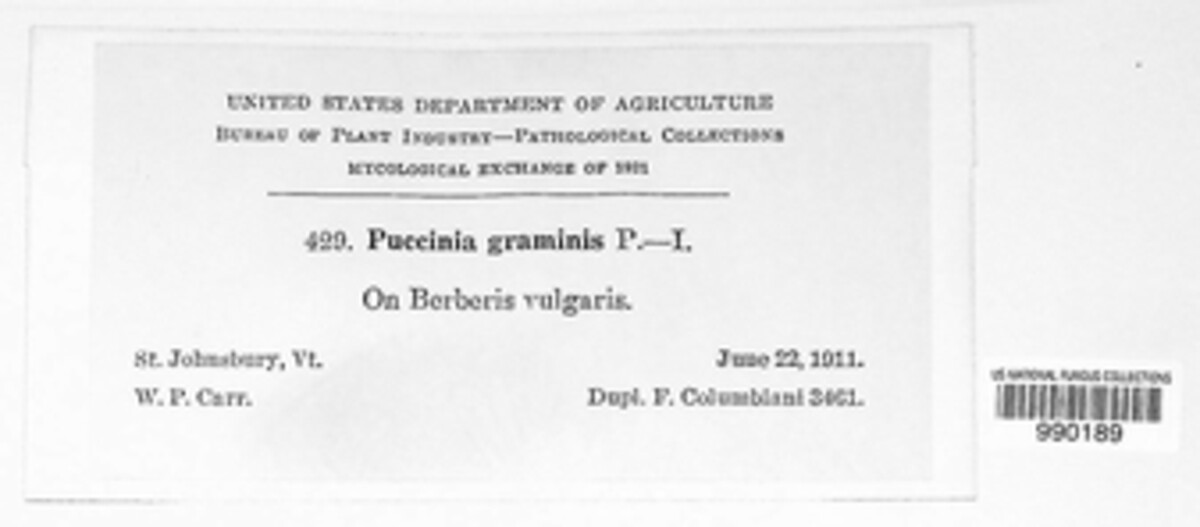 UNITED STATES DEPARTMENT OF AGRICULTURE
BUREAU OF PLANT INDUSTRY—PATHOLOGICAL COLLECTIONS
MYCOLOGICAL EXCHANGE OF 1921
429. Puccinia graminis P.—I.
On Berberis vulgaris.
St. Johnsbury, Vt. June 22, 1911.
W. P. Carr. Dupl. F. Columbiani 3461.
US NATIONAL FUNGUS COLLECTIONS
990189